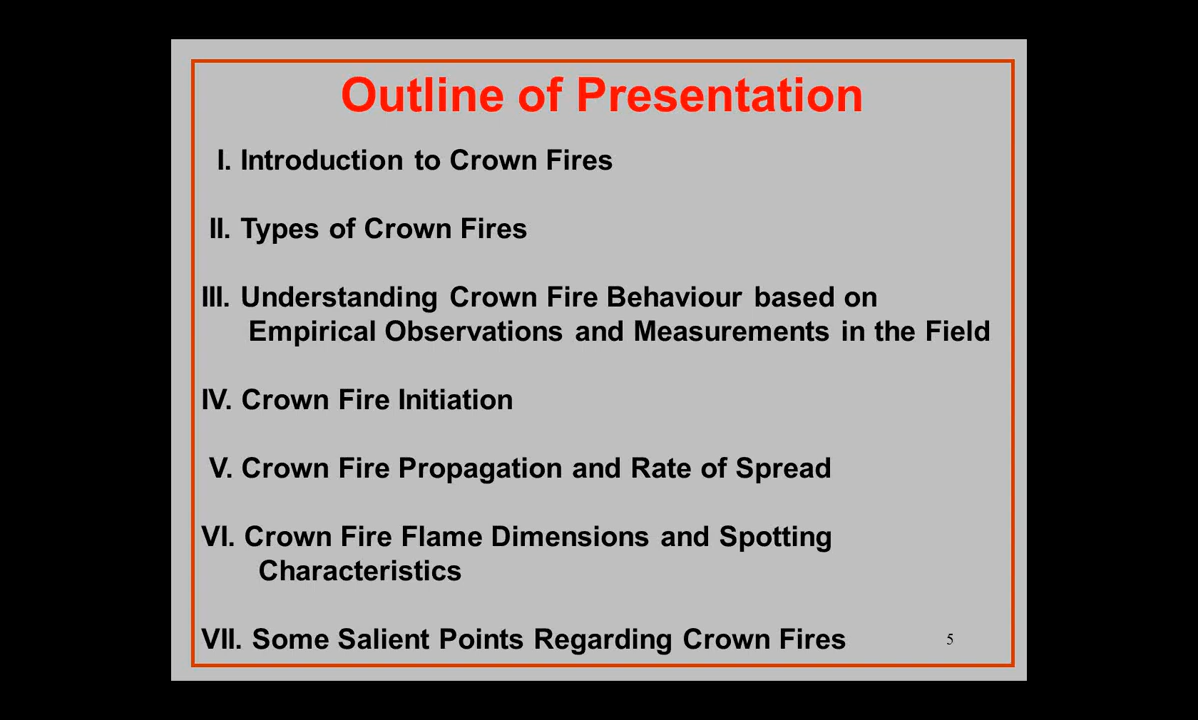 Outline of Presentation
I. Introduction to Crown Fires
II. Types of Crown Fires
III. Understanding Crown Fire Behaviour based on
Empirical Observations and Measurements in the Field
IV. Crown Fire Initiation
V. Crown Fire Propagation and Rate of Spread
VI. Crown Fire Flame Dimensions and Spotting
Characteristics
VII. Some Salient Points Regarding Crown Fires
5